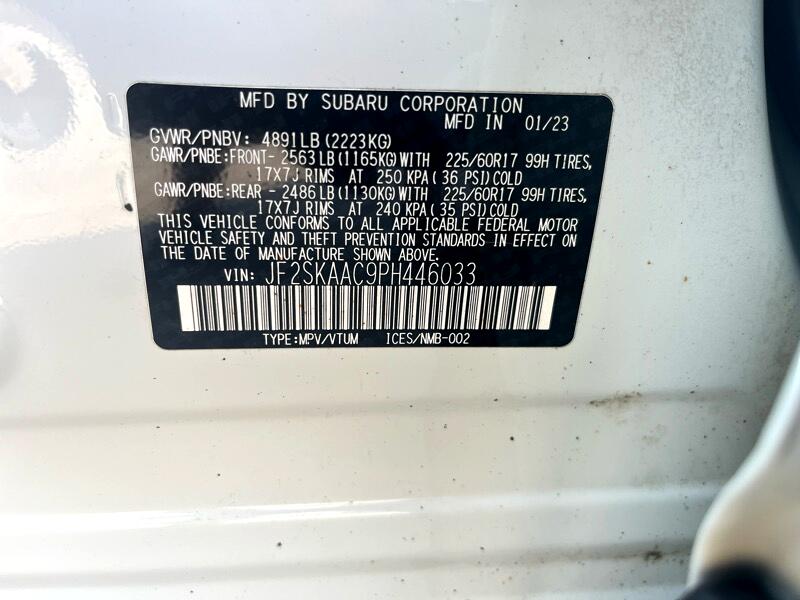 MFD BY SUBARU CORPORATION
MFD IN 01/23
GVWR/PNBV: 4891LB(2223KG)
GAWR/PNBE:FRONT- 2563LB(1165KG)WITH 225/60R17 99H TIRES,
17X7J RIMS AT 250 KPA( 36 PSI)COLD
GAWR/PNBE:REAR - 2486LB(1130KG)WITH 225/60R17 99H TIRES,
17X7J RIMS AT 240 KPA( 35 PSI)COLD
THIS VEHICLE CONFORMS TO ALL APPLICABLE FEDERAL MOTOR
VEHICLE SAFETY AND THEFT PREVENTION STANDARDS IN EFFECT ON
THE DATE OF MANUFACTURE SHOWN ABOVE.
VIN: JF2SKAAC9PH446033
TYPE:MPV/VTUM ICES/NMB-002